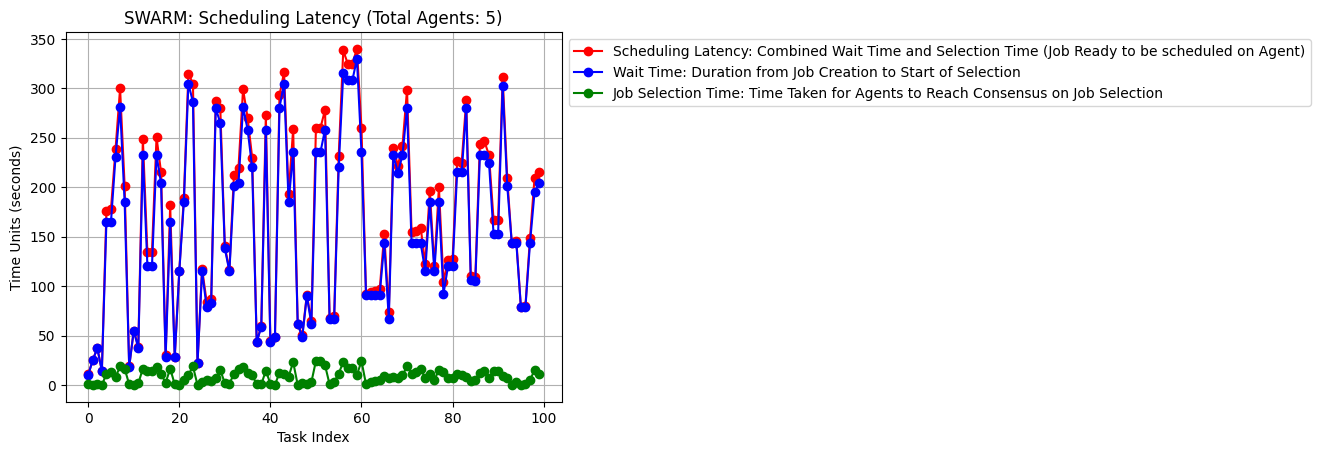 SWARM: Scheduling Latency (Total Agents: 5)
Scheduling Latency: Combined Wait Time and Selection Time (Job Ready to be scheduled on Agent)
Wait Time: Duration from Job Creation to Start of Selection
Job Selection Time: Time Taken for Agents to Reach Consensus on Job Selection
Time Units (seconds)
350
300
250
200
150
100
50
0
0 20 40 60 80 100
Task Index